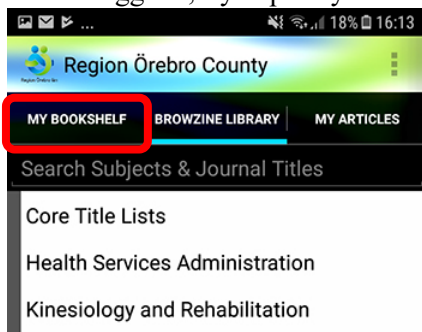 ... 18% 16:13
Region Örebro County
MY BOOKSHELF BROWZINE LIBRARY MY ARTICLES
Search Subjects & Journal Titles
Core Title Lists
Health Services Administration
Kinesiology and Rehabilitation